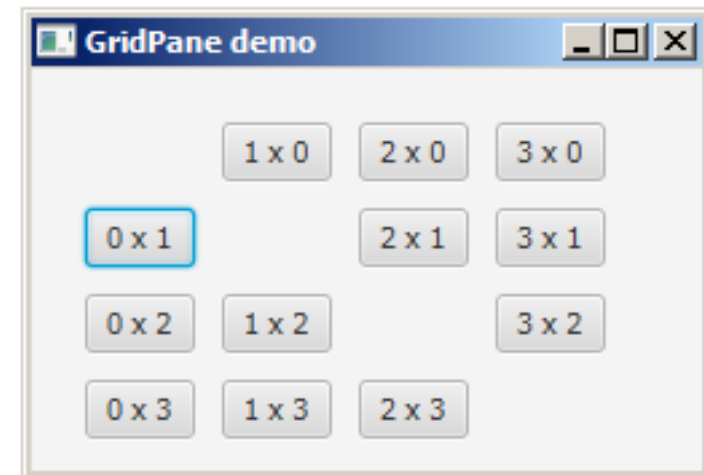 GridPane demo
1 x 0 2 x 0 3 x 0
0 x 1 2 x 1 3 x 1
0 x 2 1 x 2 3 x 2
0 x 3 1 x 3 2 x 3